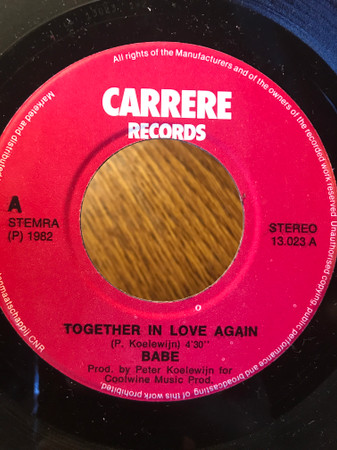 CARRERE
RECORDS
A
STEMRA
(P) 1982
STEREO
13.023 A
TOGETHER IN LOVE AGAIN
(P. Koelewijn) 4'30''
BABE
Prod. by Peter Koelewijn for
Coolwine Music Prod.
All rights of the Manufacturers and of the owners of the recorded work reserved. Unauthorised copying, public performance and broadcasting of this work prohibited.
Marketed and distributed
maatschappij CNR